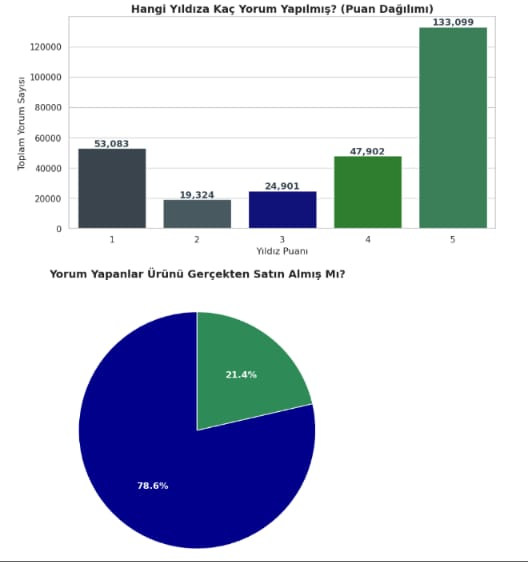 Hangi Yıldıza Kaç Yorum Yapılmış? (Puan Dağılımı)
133,099
120000
100000
80000
60000
40000
20000
0
Toplam Yorum Sayısı
53,083
19,324
24,901
47,902
1 2 3 4 5
Yıldız Puanı
Yorum Yapanlar Ürünü Gerçekten Satın Almış Mı?
21.4%
78.6%